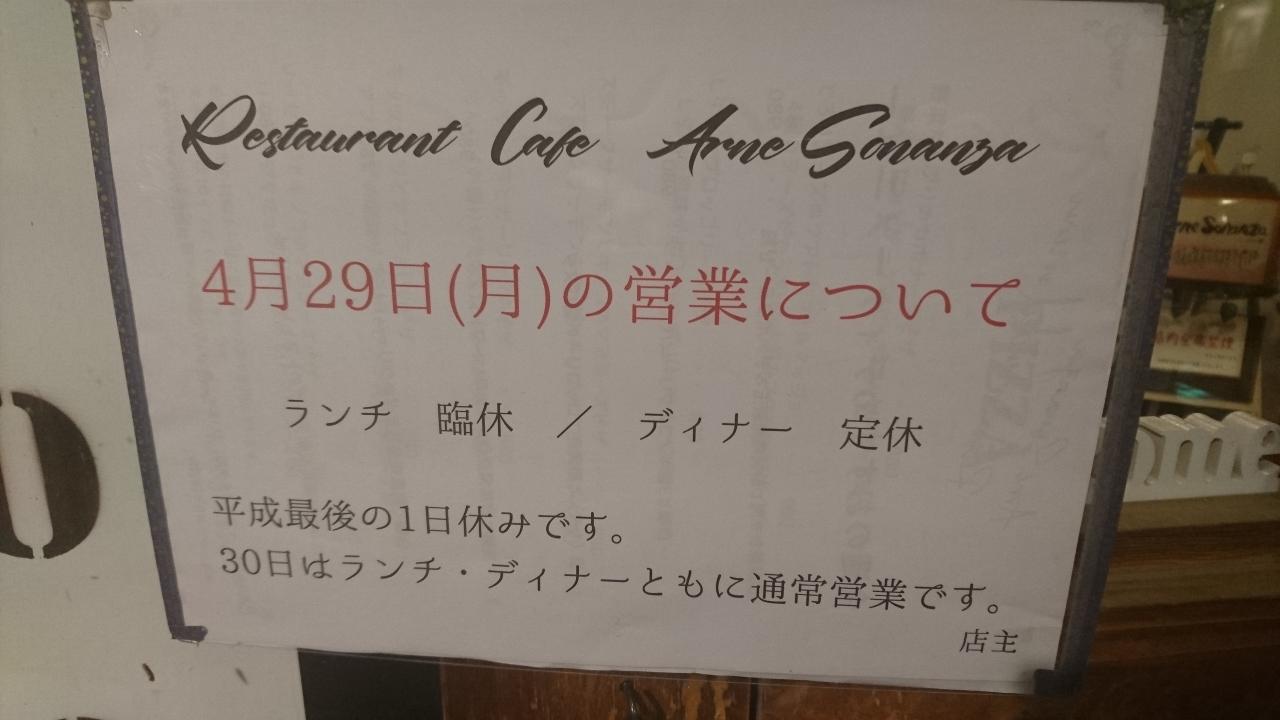 Restaurant Cafe Arne Sonanza
4月29日(月)の営業について
ランチ 臨休 ／ ディナー 定休
平成最後の1日休みです。
30日はランチ・ディナーともに通常営業です。
店主